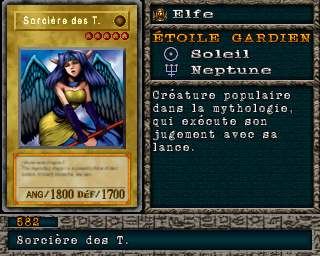 Sorcière des T.
Elfe
ÉTOILE GARDIEN
Soleil
Neptune
Créature populaire
dans la mythologie,
qui exécute son
jugement avec sa
lance.
ANG/1800 DÉF/1700
582
Sorcière des T.